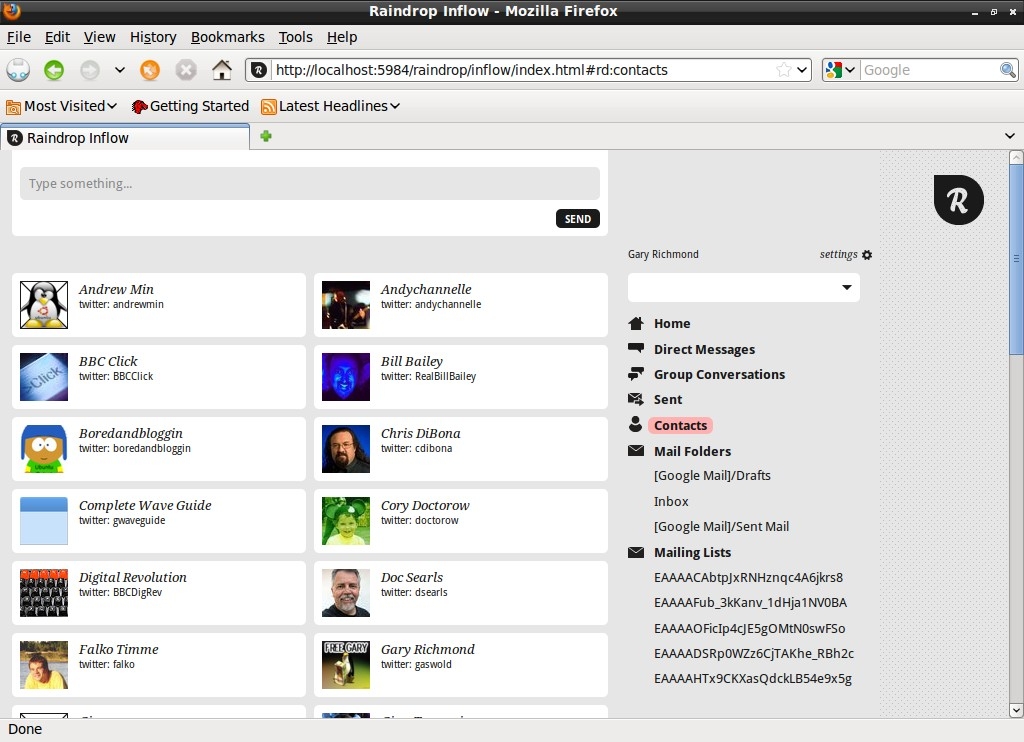 Raindrop Inflow - Mozilla Firefox
File Edit View History Bookmarks Tools Help
http://localhost:5984/raindrop/inflow/index.html#rd:contacts
Google
Most Visited Getting Started Latest Headlines
Raindrop Inflow
Type something...
SEND
R
Gary Richmond settings
Andrew Min
twitter: andrewmin
Andychannelle
twitter: andychannelle
BBC Click
twitter: BBCClick
Click
Bill Bailey
twitter: RealBillBailey
Boredandbloggin
twitter: boredandbloggin
Chris DiBona
twitter: cdibona
Complete Wave Guide
twitter: gwaveguide
Cory Doctorow
twitter: doctorow
Digital Revolution
twitter: BBCDigRev
Doc Searls
twitter: dsearls
Falko Timme
twitter: falko
FREE GARY
Gary Richmond
twitter: gaswold
Home
Direct Messages
Group Conversations
Sent
Contacts
Mail Folders
[Google Mail]/Drafts
Inbox
[Google Mail]/Sent Mail
Mailing Lists
EAAAACAbtpJxRNHznqc4A6jkrs8
EAAAAFub_3kKanv_1dHja1NV0BA
EAAAAOFicIp4cJE5gOMtN0swFSo
EAAAADSRp0WZz6CjTAKhe_RBh2c
EAAAAHTx9CKXasQdckLB54e9x5g
Done